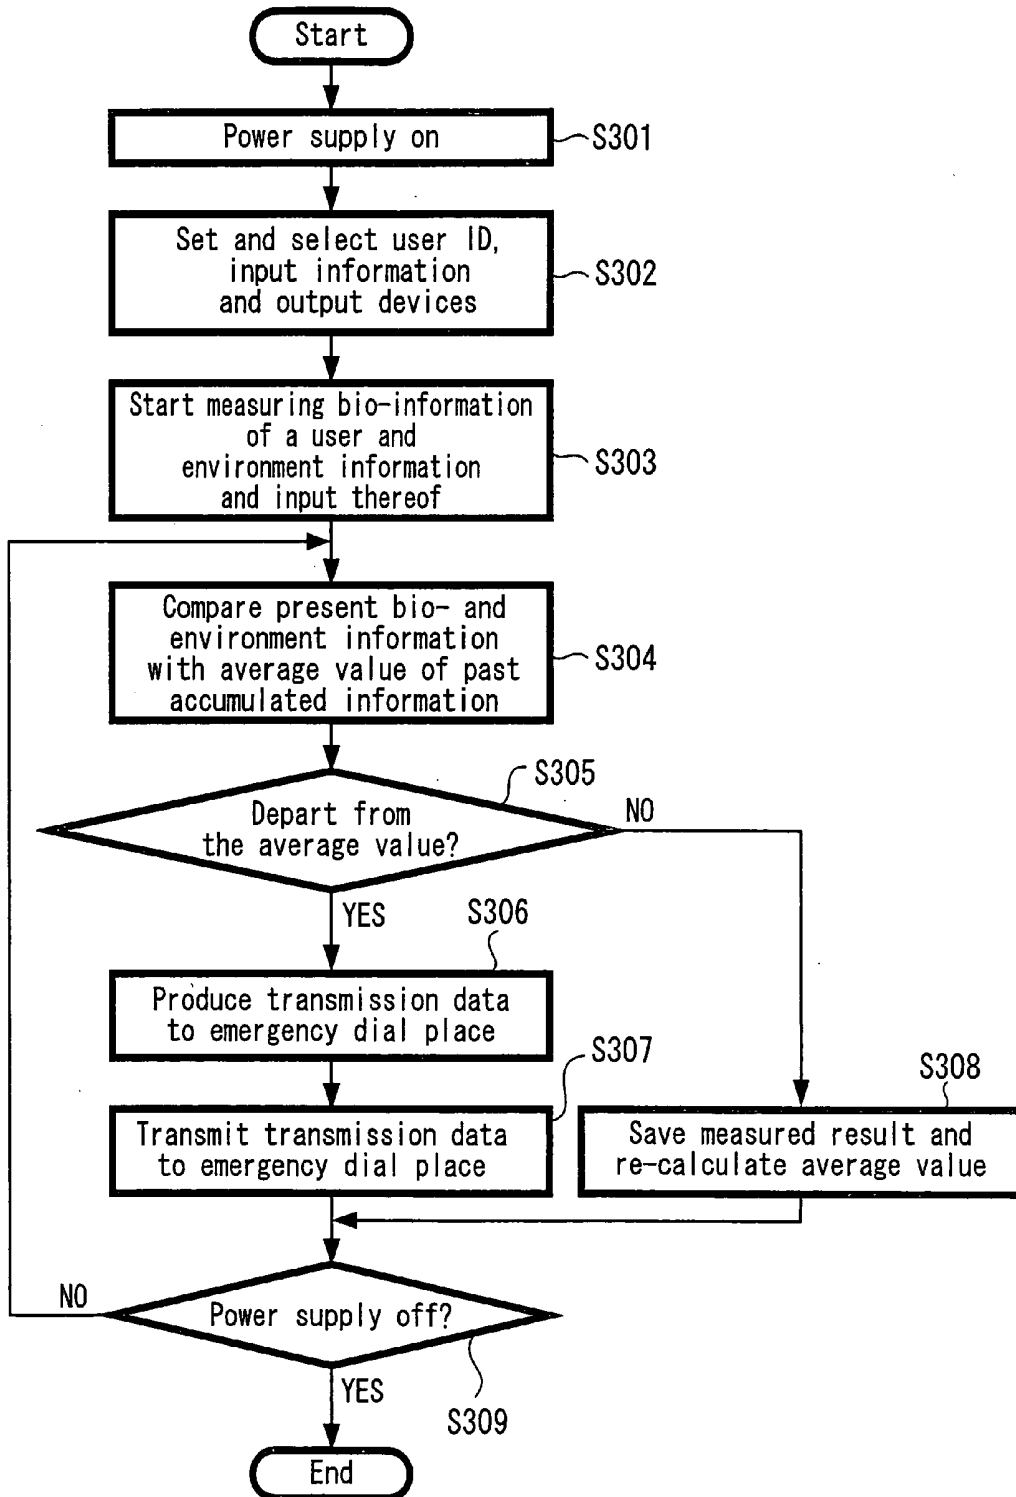 Start
Power supply on
S301
Set and select user ID,
input information
and output devices
S302
Start measuring bio-information
of a user and
environment information
and input thereof
S303
Compare present bio- and
environment information
with average value of past
accumulated information
S304
S305
Depart from
the average value?
NO
YES
S306
Produce transmission data
to emergency dial place
S307
Transmit transmission data
to emergency dial place
S308
Save measured result and
re-calculate average value
NO
Power supply off?
YES
S309
End